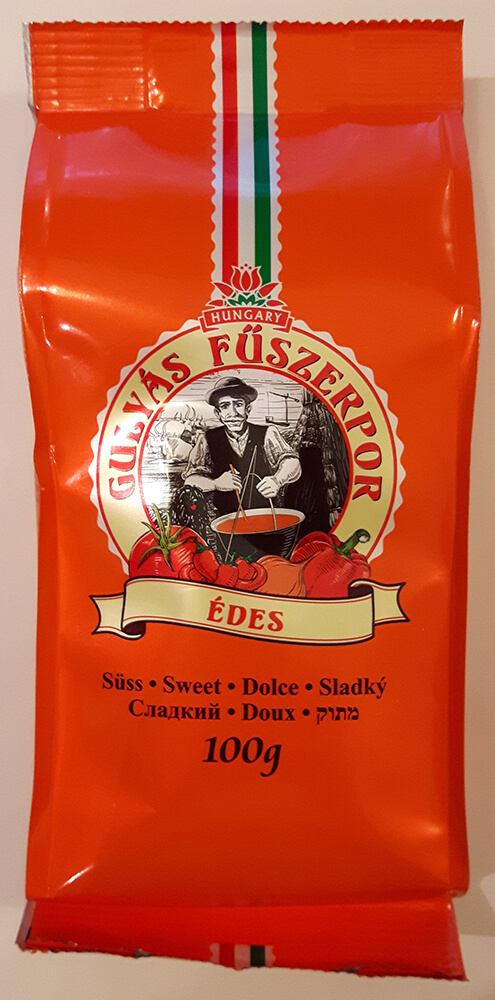 HUNGARY
GULYÁS FŰSZERPOR
ÉDES
Süss • Sweet • Dolce • Sladký
Сладкий • Doux • מתוק
100g